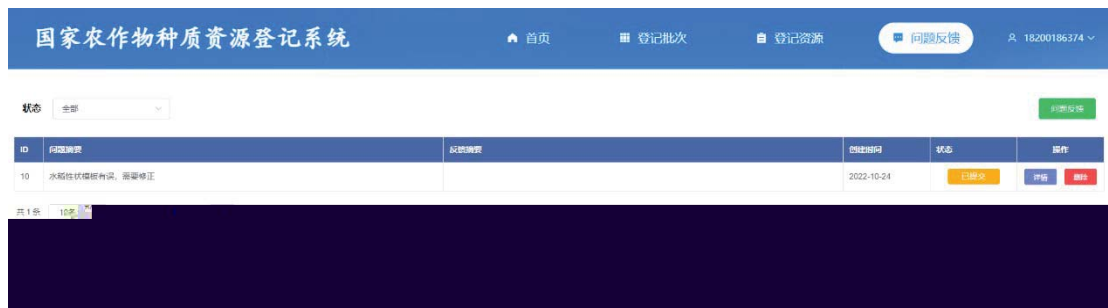 国家农作物种质资源登记系统 首页 登记批次 登记资源 问题反馈 18200186374
状态 全部 问题反馈
ID 问题摘要 反馈摘要 创建时间 状态 操作
10 水稻性状模板有误，需要修正 2022-10-24 已提交 详情 删除
共 1 条 10条